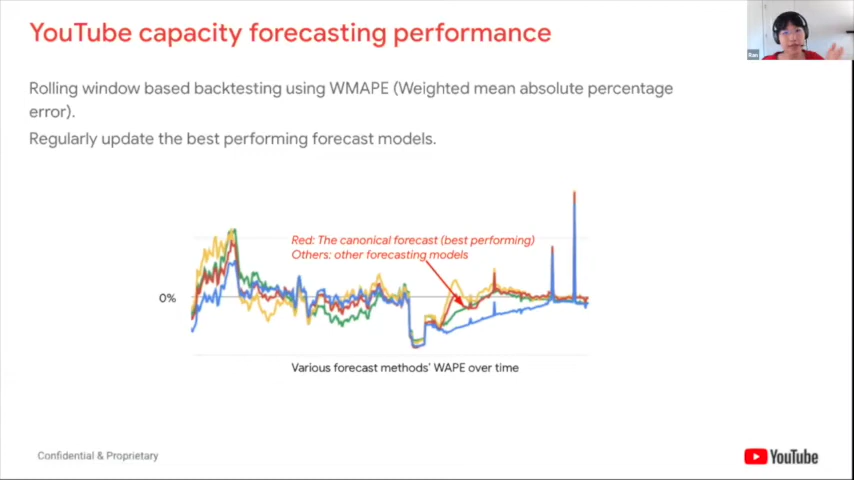 YouTube capacity forecasting performance
Rolling window based backtesting using WMAPE (Weighted mean absolute percentage
error).
Regularly update the best performing forecast models.
Red: The canonical forecast (best performing)
Others: other forecasting models
0%
Various forecast methods' WAPE over time
Confidential & Proprietary
YouTube